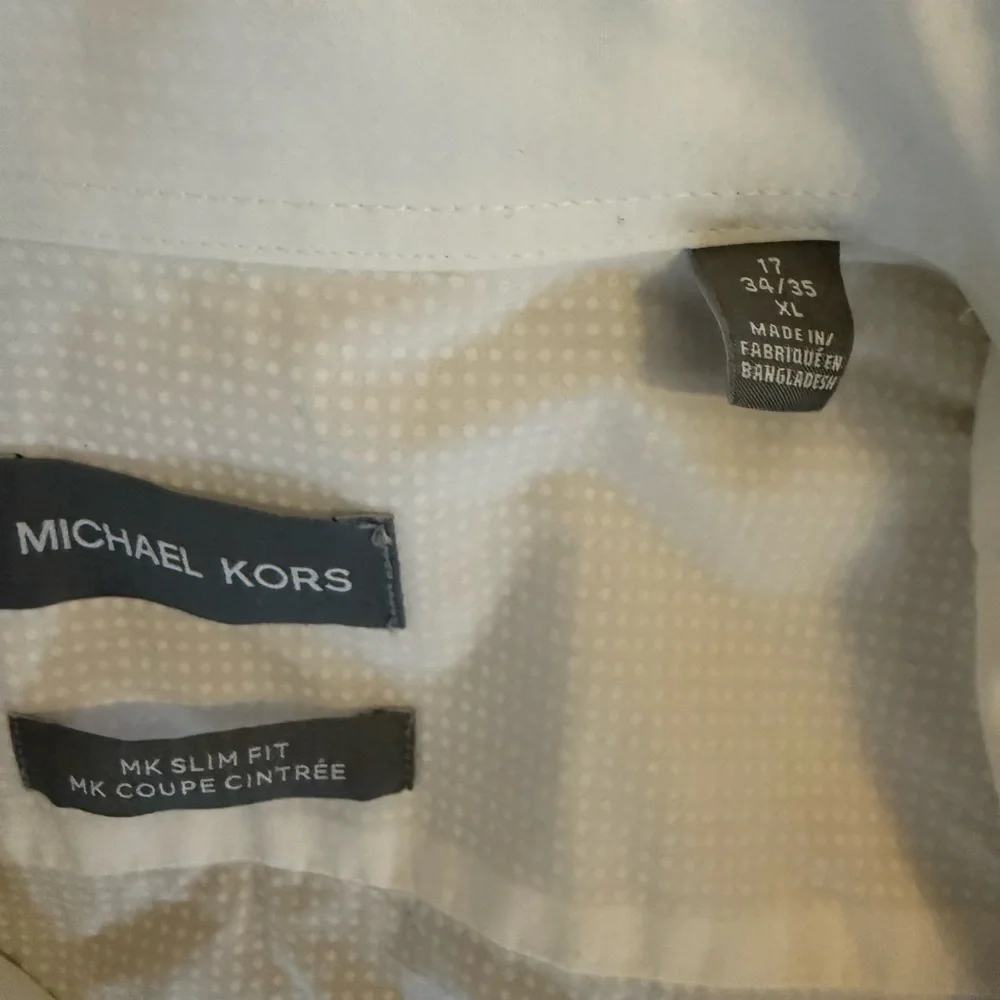 17
34/35
XL
MADE IN/
FABRIQUÉ EN
BANGLADESH
MICHAEL KORS
MK SLIM FIT
MK COUPE CINTRÉE